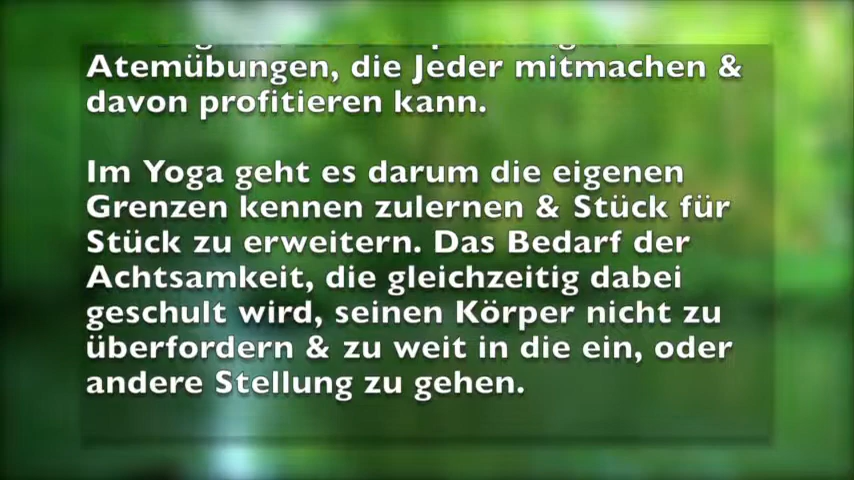 Atemübungen, die Jeder mitmachen &
davon profitieren kann.
Im Yoga geht es darum die eigenen
Grenzen kennen zulernen & Stück für
Stück zu erweitern. Das Bedarf der
Achtsamkeit, die gleichzeitig dabei
geschult wird, seinen Körper nicht zu
überfordern & zu weit in die ein, oder
andere Stellung zu gehen.